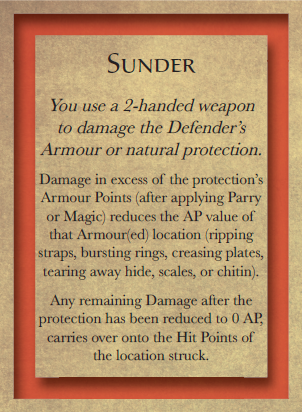 SUNDER
You use a 2-handed weapon
to damage the Defender's
Armour or natural protection.
Damage in excess of the protection's
Armour Points (after applying Parry
or Magic) reduces the AP value of
that Armour(ed) location (ripping
straps, bursting rings, creasing plates,
tearing away hide, scales, or chitin).
Any remaining Damage after the
protection has been reduced to 0 AP,
carries over onto the Hit Points of
the location struck.